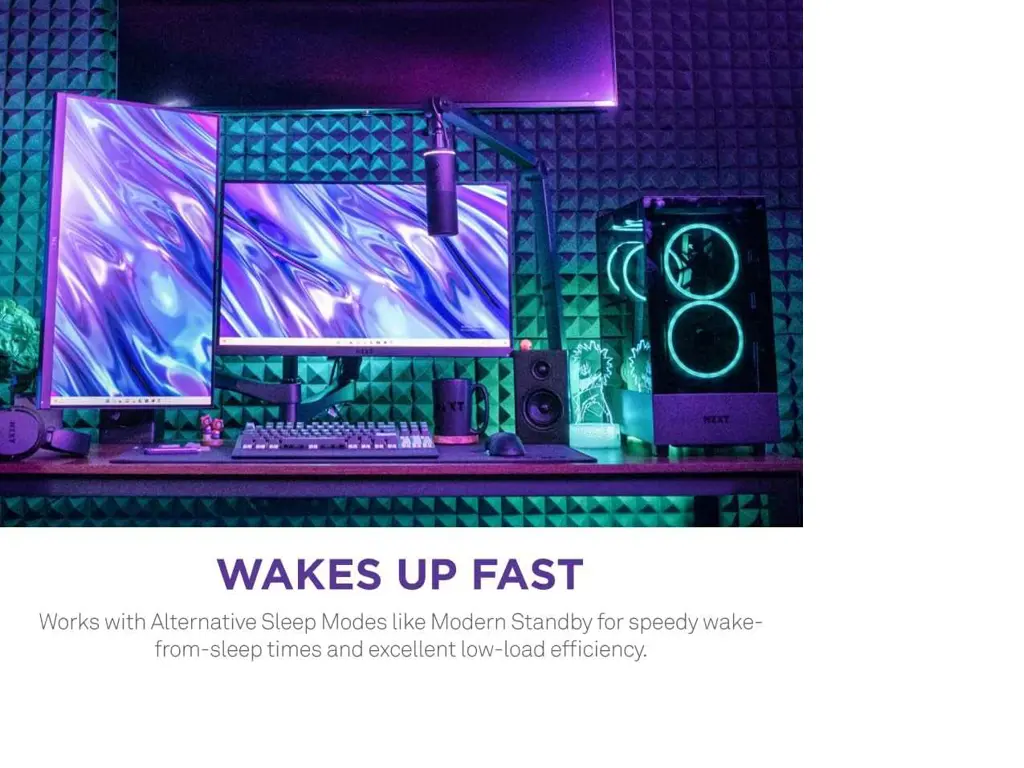 NZXT
NZXT
NZXT
NZXT
WAKES UP FAST
Works with Alternative Sleep Modes like Modern Standby for speedy wake-
from-sleep times and excellent low-load efficiency.